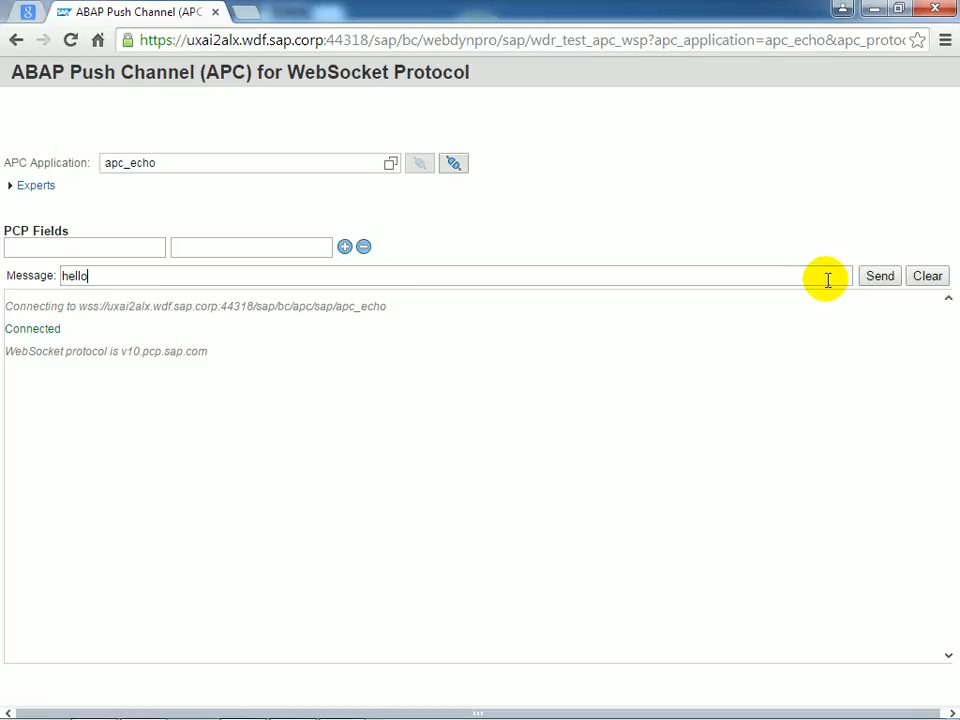 ABAP Push Channel (APC
https://uxai2alx.wdf.sap.corp:44318/sap/bc/webdynpro/sap/wdr_test_apc_wsp?apc_application=apc_echo&apc_protoc
ABAP Push Channel (APC) for WebSocket Protocol
APC Application: apc_echo
Experts
PCP Fields
Message: hello Send Clear
Connecting to wss://uxai2alx.wdf.sap.corp:44318/sap/bc/apc/sap/apc_echo
Connected
WebSocket protocol is v10.pcp.sap.com